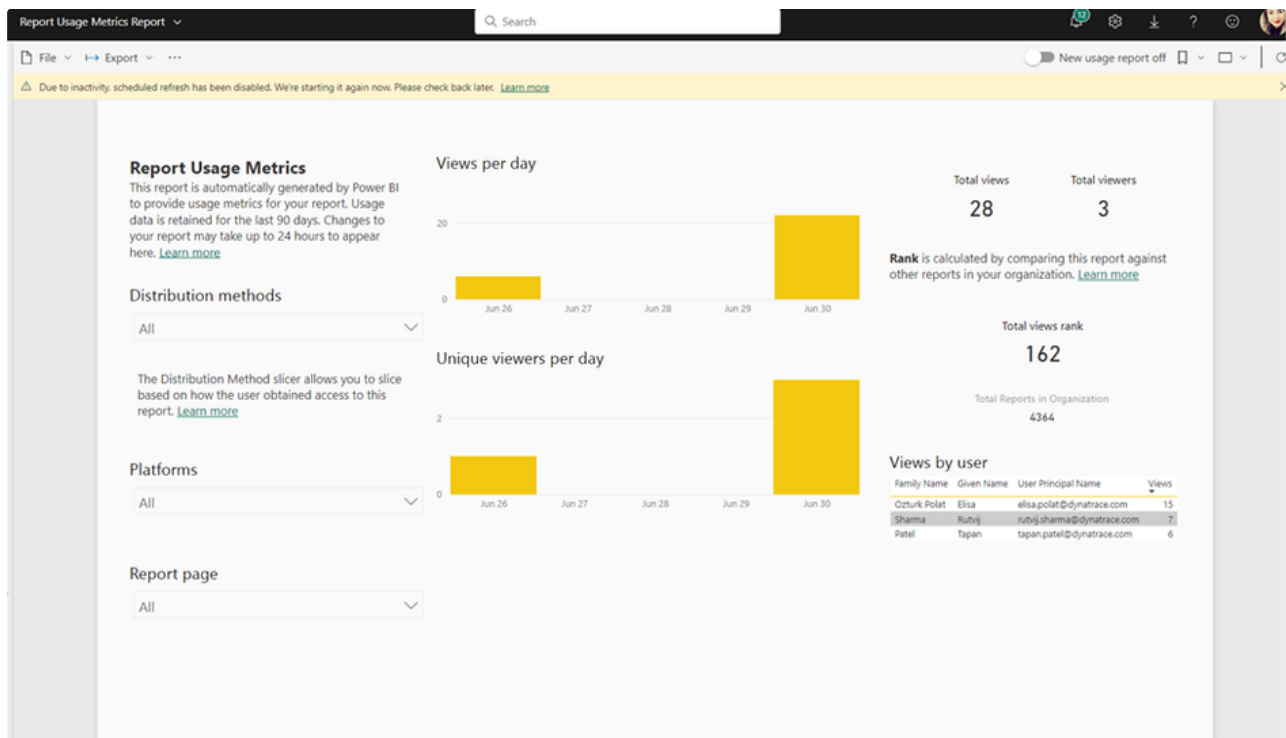 Report Usage Metrics Report
Search
12
File
Export
New usage report off
Due to inactivity, scheduled refresh has been disabled. We're starting it again now. Please check back later. Learn more
Report Usage Metrics
This report is automatically generated by Power BI
to provide usage metrics for your report. Usage
data is retained for the last 90 days. Changes to
your report may take up to 24 hours to appear
here. Learn more
Distribution methods
All
The Distribution Method slicer allows you to slice
based on how the user obtained access to this
report. Learn more
Platforms
All
Report page
All
Views per day
20
0
Jun 26 Jun 27 Jun 28 Jun 29 Jun 30
Unique viewers per day
2
0
Jun 26 Jun 27 Jun 28 Jun 29 Jun 30
Total views Total viewers
28 3
Rank is calculated by comparing this report against
other reports in your organization. Learn more
Total views rank
162
Total Reports in Organization
4364
Views by user
Family Name Given Name User Principal Name Views
Ozturk Polat Elisa elisa.polat@dynatrace.com 15
Sharma Rutvij rutvij.sharma@dynatrace.com 7
Patel Tapan tapan.patel@dynatrace.com 6